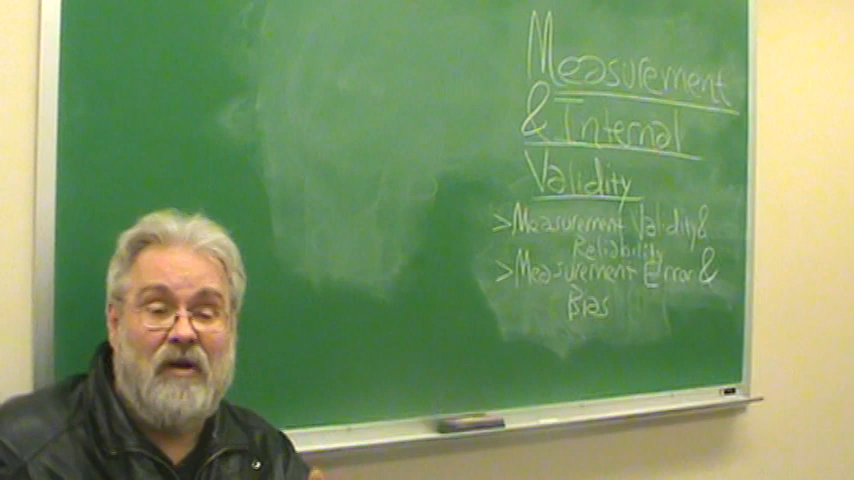 Measurement
& Internal
Validity
>Measurement Validity&
Reliability
>Measurement Error &
Bias